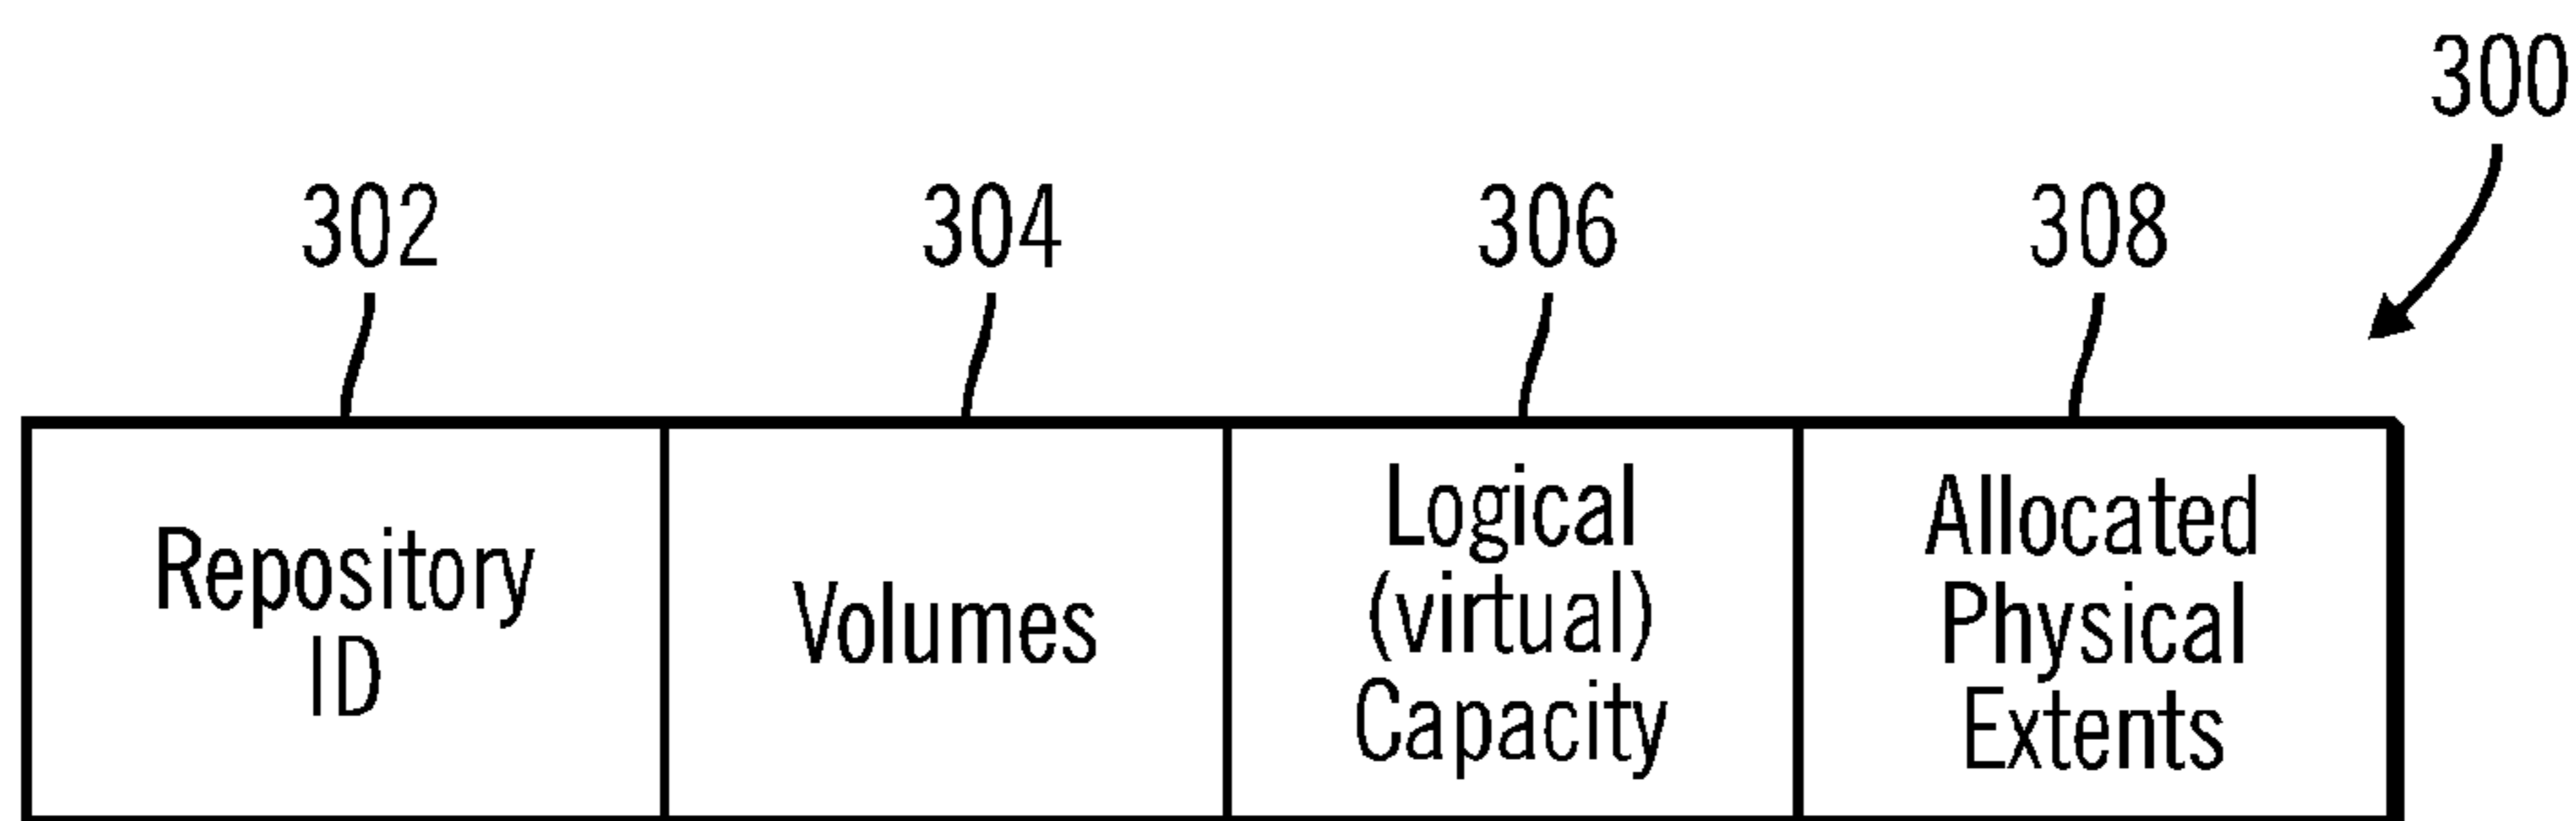 300
302
304
306
308
Repository
ID
Volumes
Logical
(virtual)
Capacity
Allocated
Physical
Extents